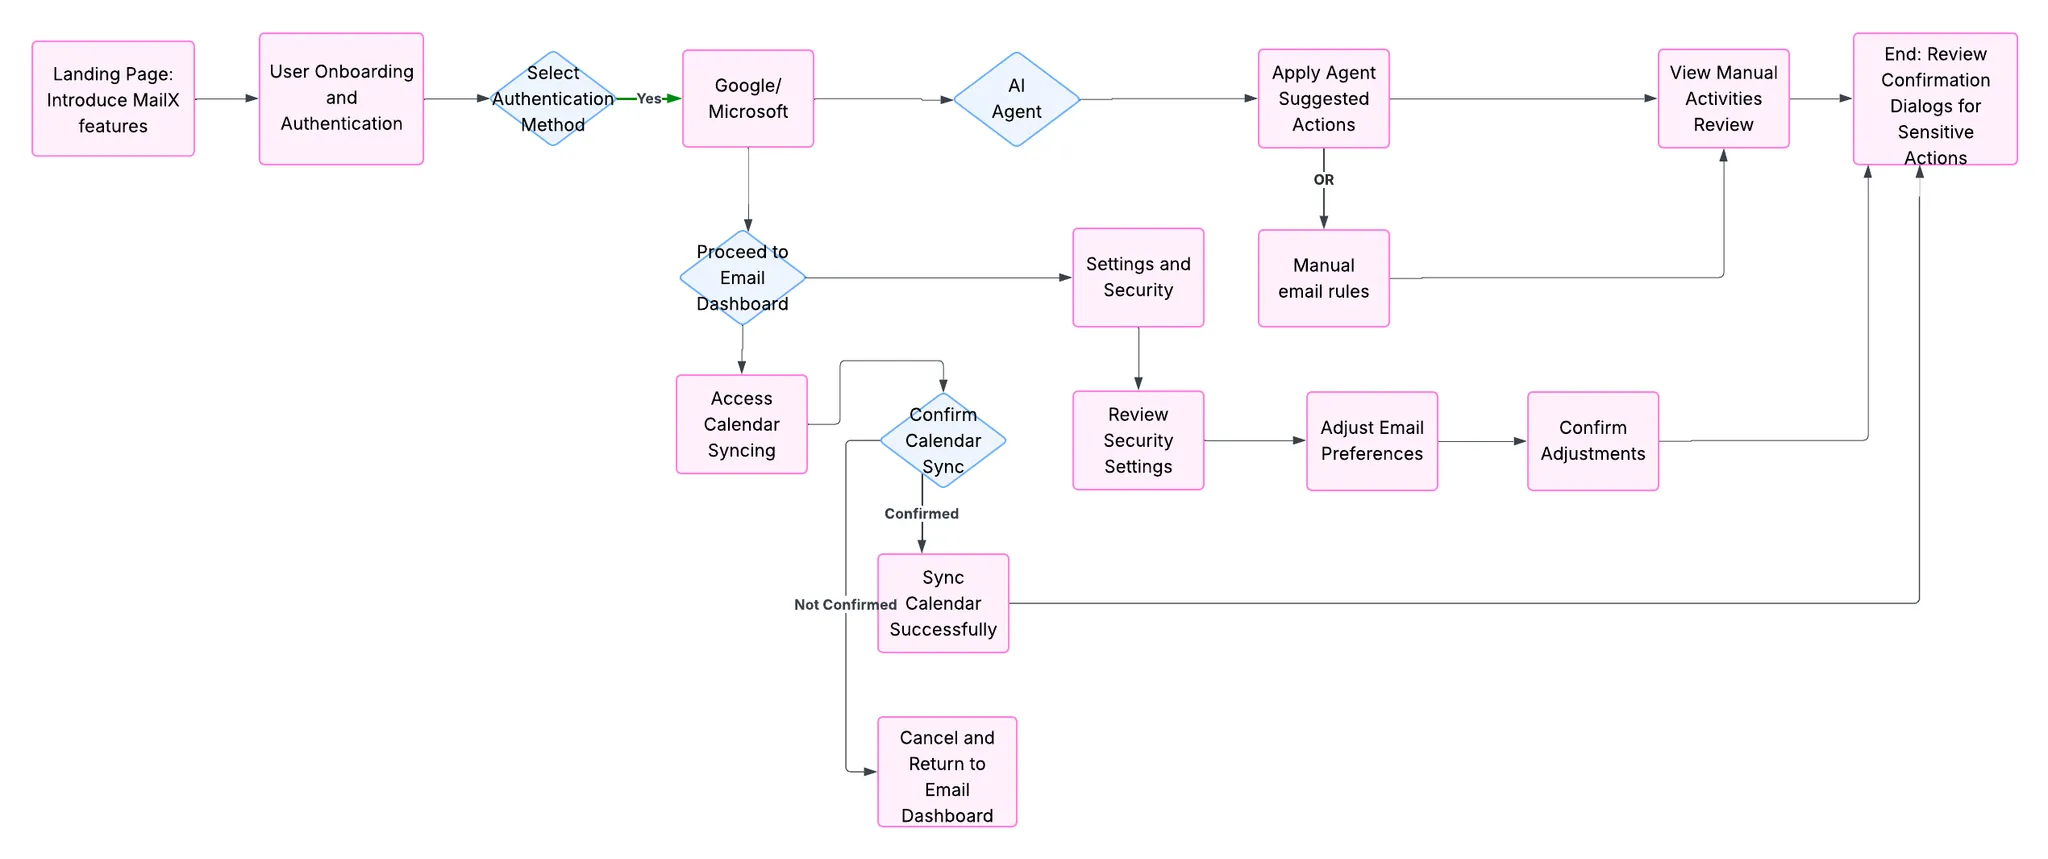 Landing Page:
Introduce MailX
features
User Onboarding
and
Authentication
Select
Authentication
Method
Yes
Google/
Microsoft
AI
Agent
Apply Agent
Suggested
Actions
View Manual
Activities
Review
End: Review
Confirmation
Dialogs for
Sensitive
Actions
OR
Proceed to
Email
Dashboard
Settings and
Security
Manual
email rules
Access
Calendar
Syncing
Confirm
Calendar
Sync
Review
Security
Settings
Adjust Email
Preferences
Confirm
Adjustments
Confirmed
Not Confirmed
Sync
Calendar
Successfully
Cancel and
Return to
Email
Dashboard